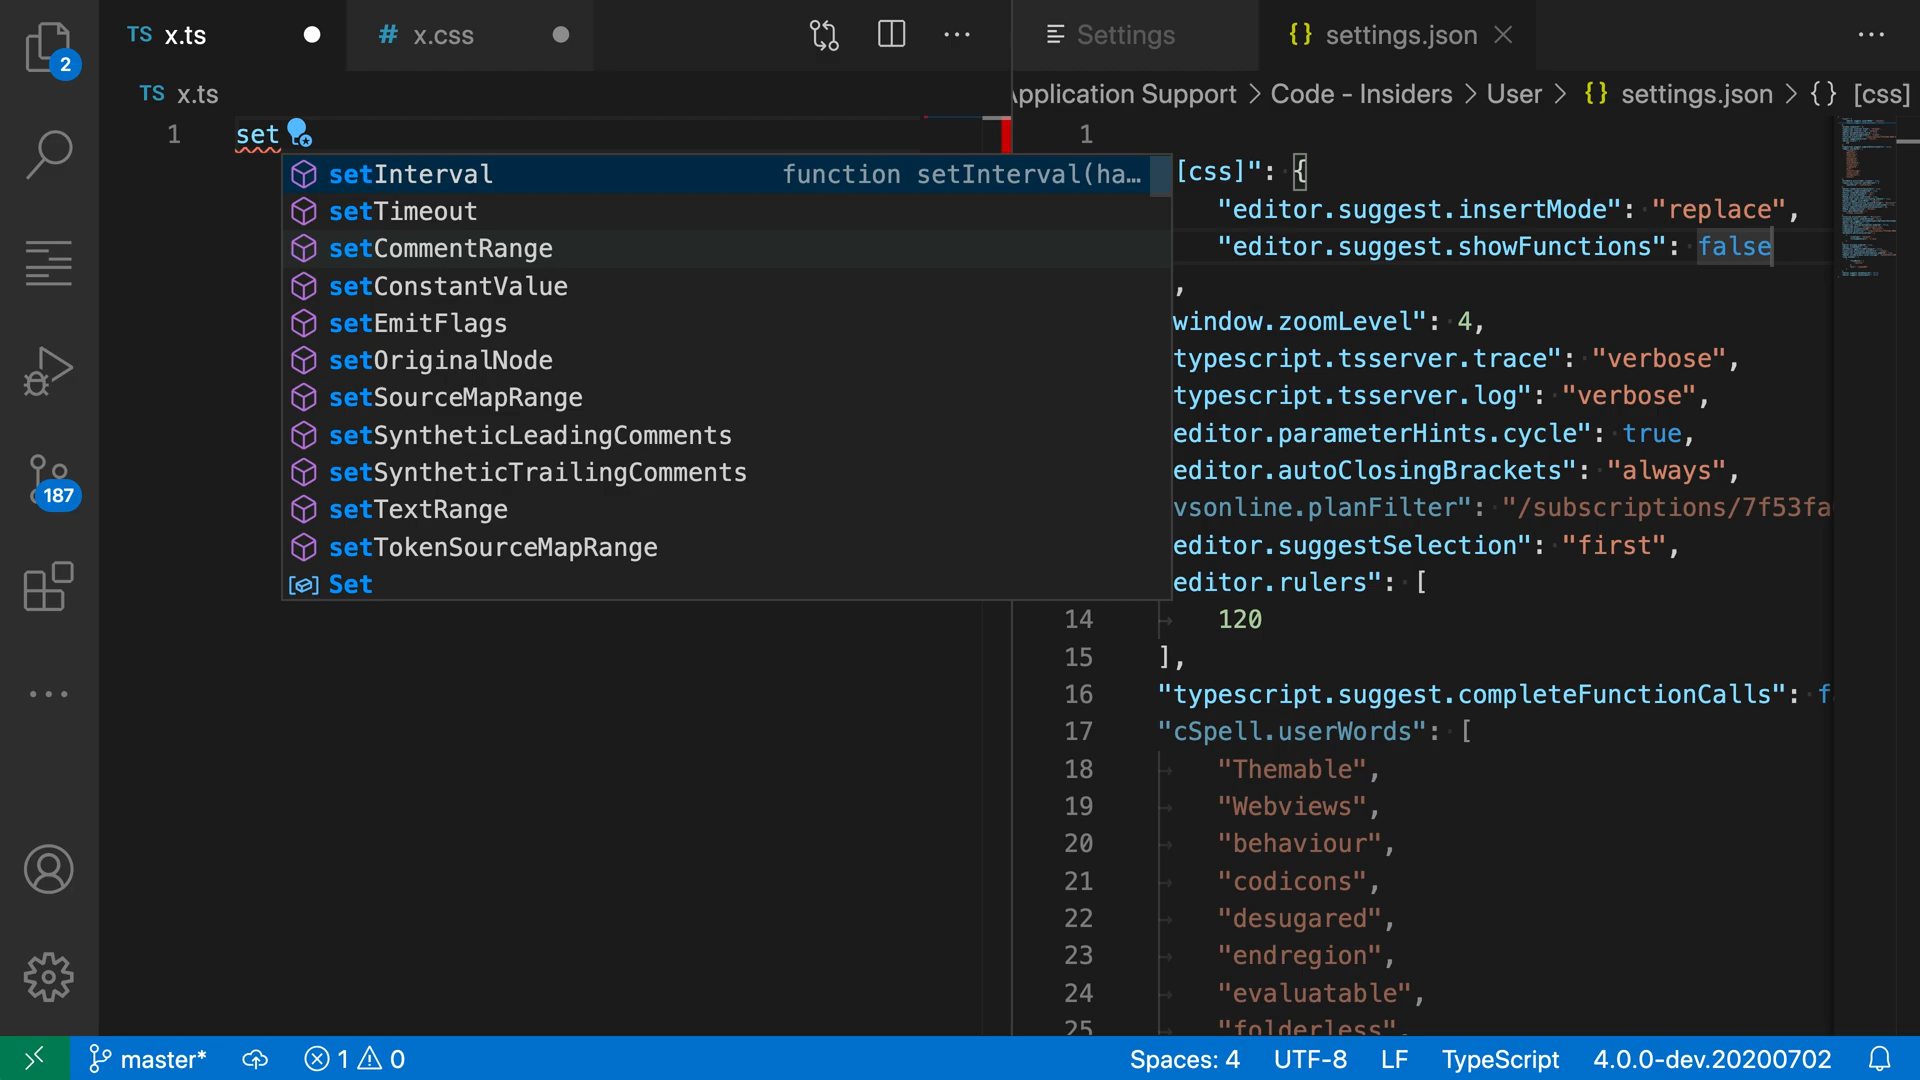 2
187
TS x.ts
# x.css
TS x.ts
1 set
setInterval function setInterval(ha…
setTimeout
setCommentRange
setConstantValue
setEmitFlags
setOriginalNode
setSourceMapRange
setSyntheticLeadingComments
setSyntheticTrailingComments
setTextRange
setTokenSourceMapRange
Set
Settings
{} settings.json
Application Support > Code - Insiders > User > {} settings.json > {} [css]
1
[css]": {
"editor.suggest.insertMode": "replace",
"editor.suggest.showFunctions": false
,
window.zoomLevel": 4,
typescript.tsserver.trace": "verbose",
typescript.tsserver.log": "verbose",
editor.parameterHints.cycle": true,
editor.autoClosingBrackets": "always",
vsonline.planFilter": "/subscriptions/7f53fa
editor.suggestSelection": "first",
editor.rulers": [
14 120
15 ],
16 "typescript.suggest.completeFunctionCalls": f
17 "cSpell.userWords": [
18 "Themable",
19 "Webviews",
20 "behaviour",
21 "codicons",
22 "desugared",
23 "endregion",
24 "evaluatable",
25 "folderless",
master* 1 0
Spaces: 4 UTF-8 LF TypeScript 4.0.0-dev.20200702